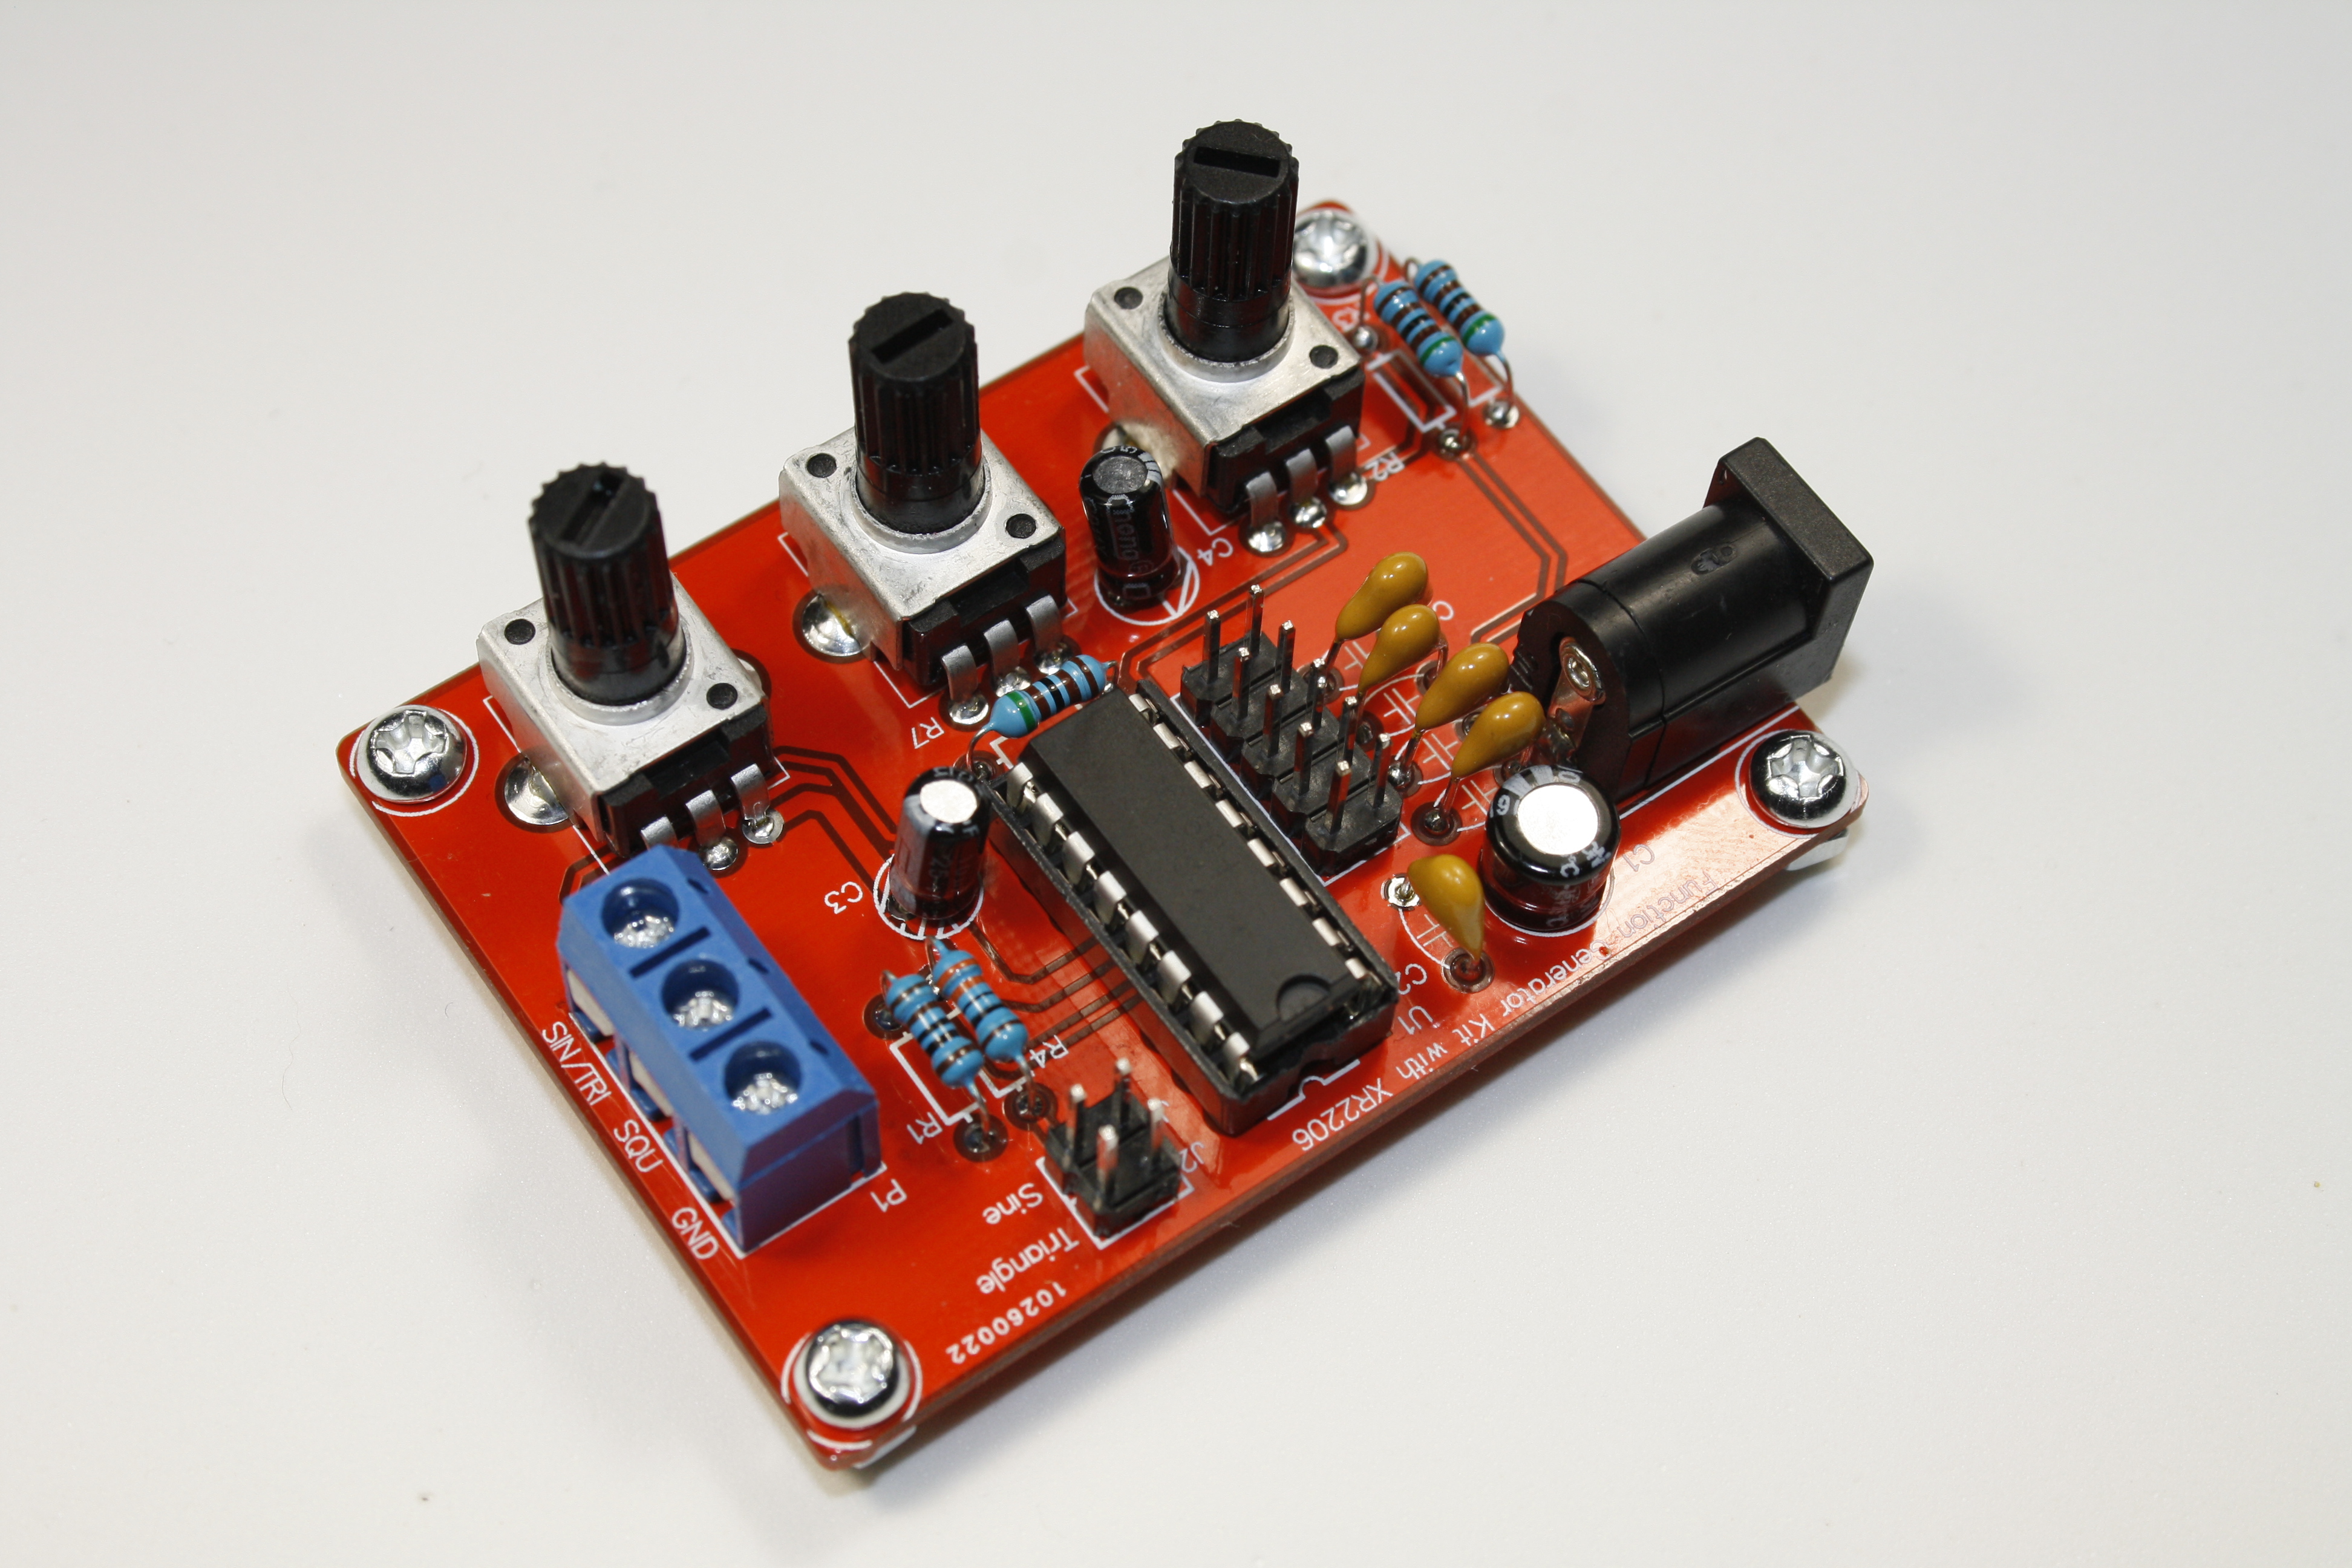 R2
C4
R7
C3
C1
C2
U1
R4
R1
J2
P1
SIN/TRI
SQU
GND
Sine
Triangle
Function Generator Kit with XR2206
10260022